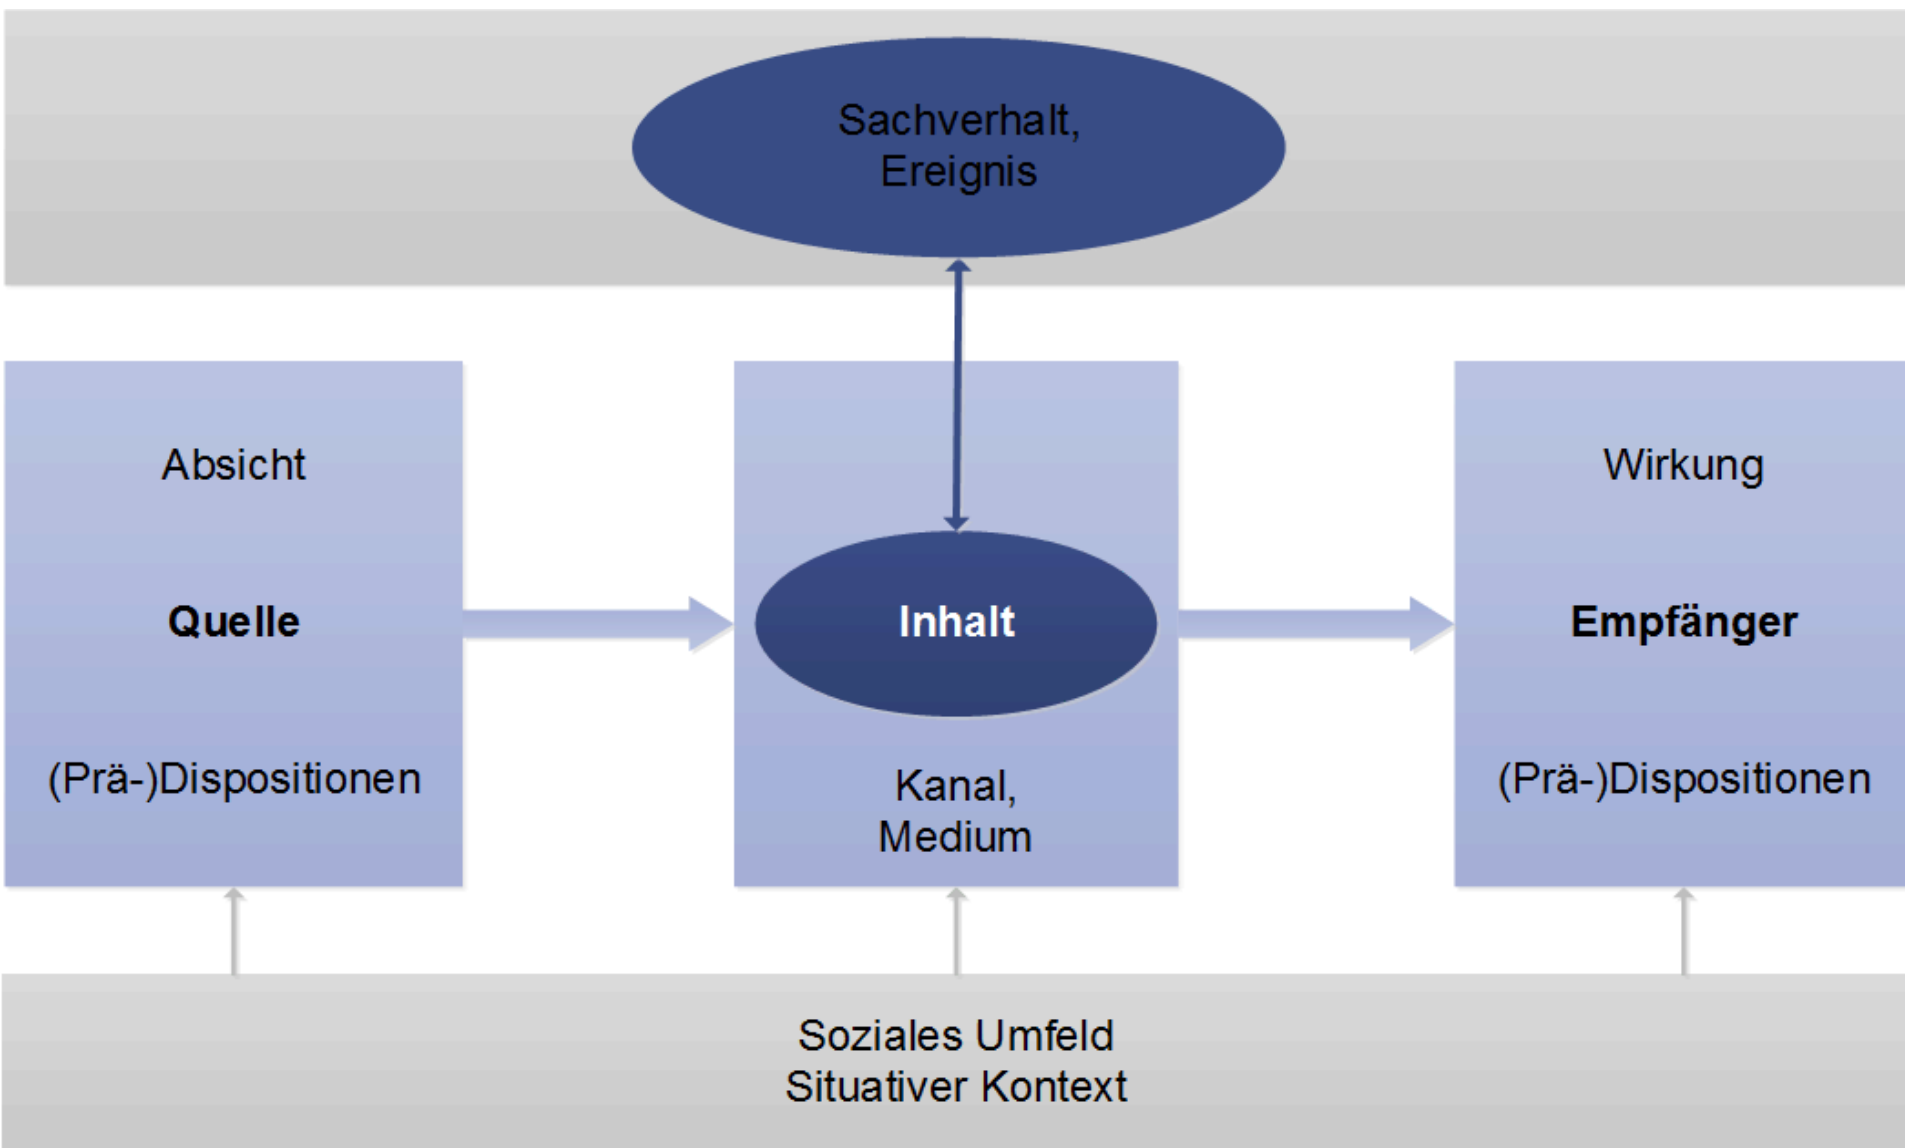 Sachverhalt,
Ereignis
Absicht
Quelle
(Prä-)Dispositionen
Inhalt
Kanal,
Medium
Wirkung
Empfänger
(Prä-)Dispositionen
Soziales Umfeld
Situativer Kontext